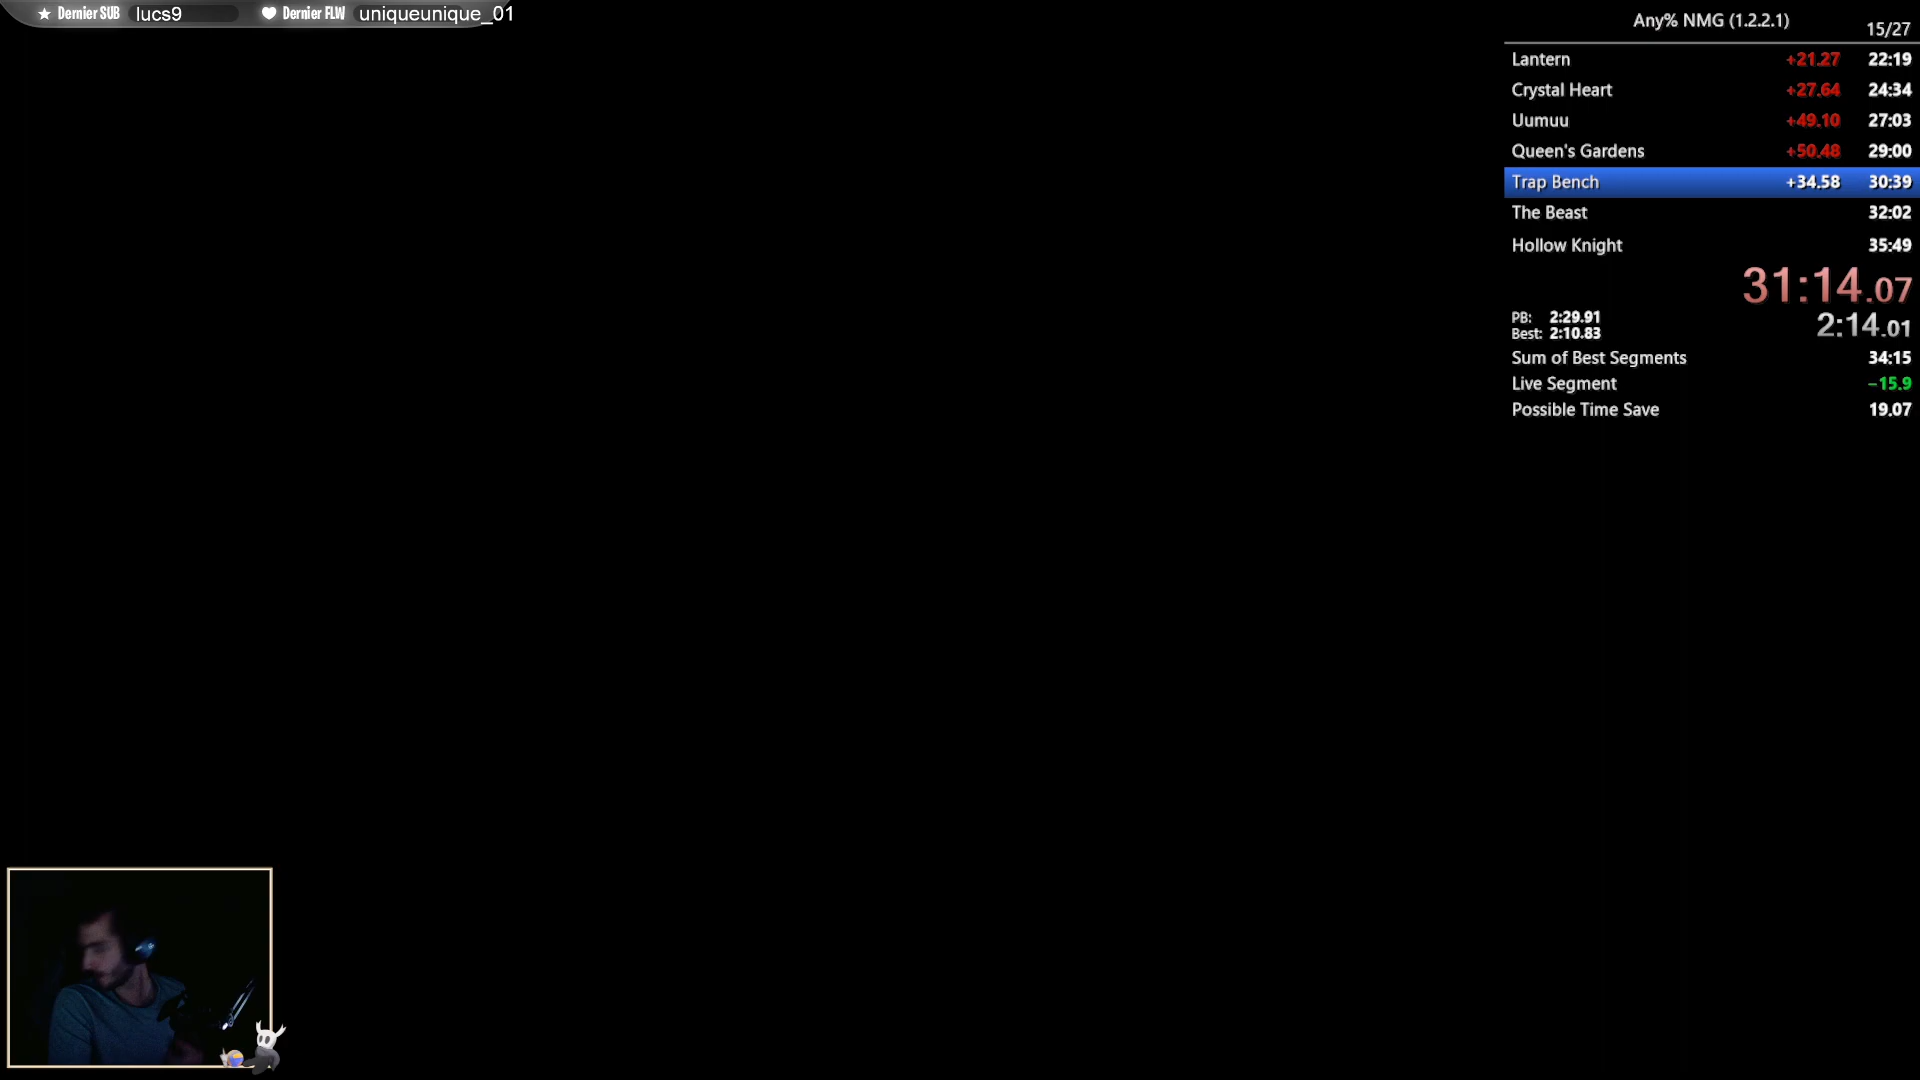 Dernier SUB lucs9 Dernier FLW uniqueunique_01
Any% NMG (1.2.2.1)
15/27
Lantern +21.27 22:19
Crystal Heart +27.64 24:34
Uumuu +49.10 27:03
Queen's Gardens +50.48 29:00
Trap Bench +34.58 30:39
The Beast 32:02
Hollow Knight 35:49
31:14.07
PB: 2:29.91
Best: 2:10.83
2:14.01
Sum of Best Segments 34:15
Live Segment −15.9
Possible Time Save 19.07